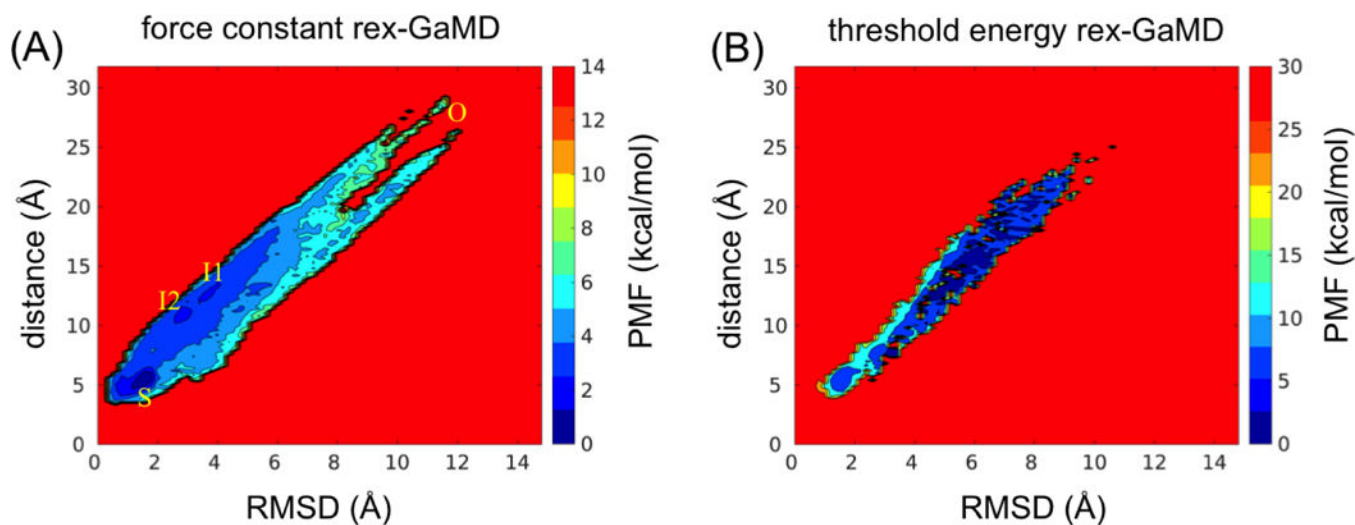 (A)
force constant rex-GaMD
30
25
20
15
10
5
0
distance (Å)
O
I1
I2
S
0 2 4 6 8 10 12 14
RMSD (Å)
14
12
10
8
6
4
2
0
PMF (kcal/mol)
(B)
threshold energy rex-GaMD
30
25
20
15
10
5
0
distance (Å)
0 2 4 6 8 10 12 14
RMSD (Å)
30
25
20
15
10
5
0
PMF (kcal/mol)